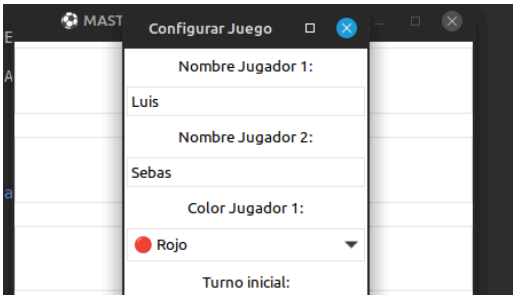 MAST
Configurar Juego
E
Nombre Jugador 1:
A
Luis
Nombre Jugador 2:
Sebas
a
Color Jugador 1:
Rojo
Turno inicial: